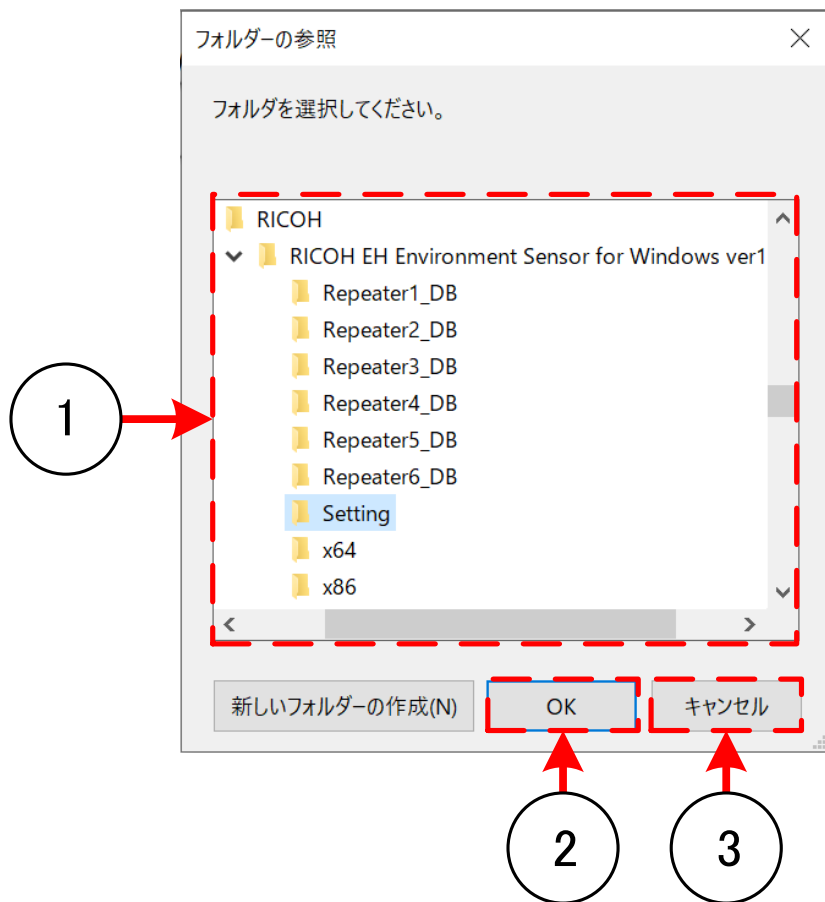 フォルダーの参照
フォルダを選択してください。
RICOH
RICOH EH Environment Sensor for Windows ver1
Repeater1_DB
Repeater2_DB
Repeater3_DB
Repeater4_DB
Repeater5_DB
Repeater6_DB
Setting
x64
x86
1
新しいフォルダーの作成(N) OK キャンセル
2 3